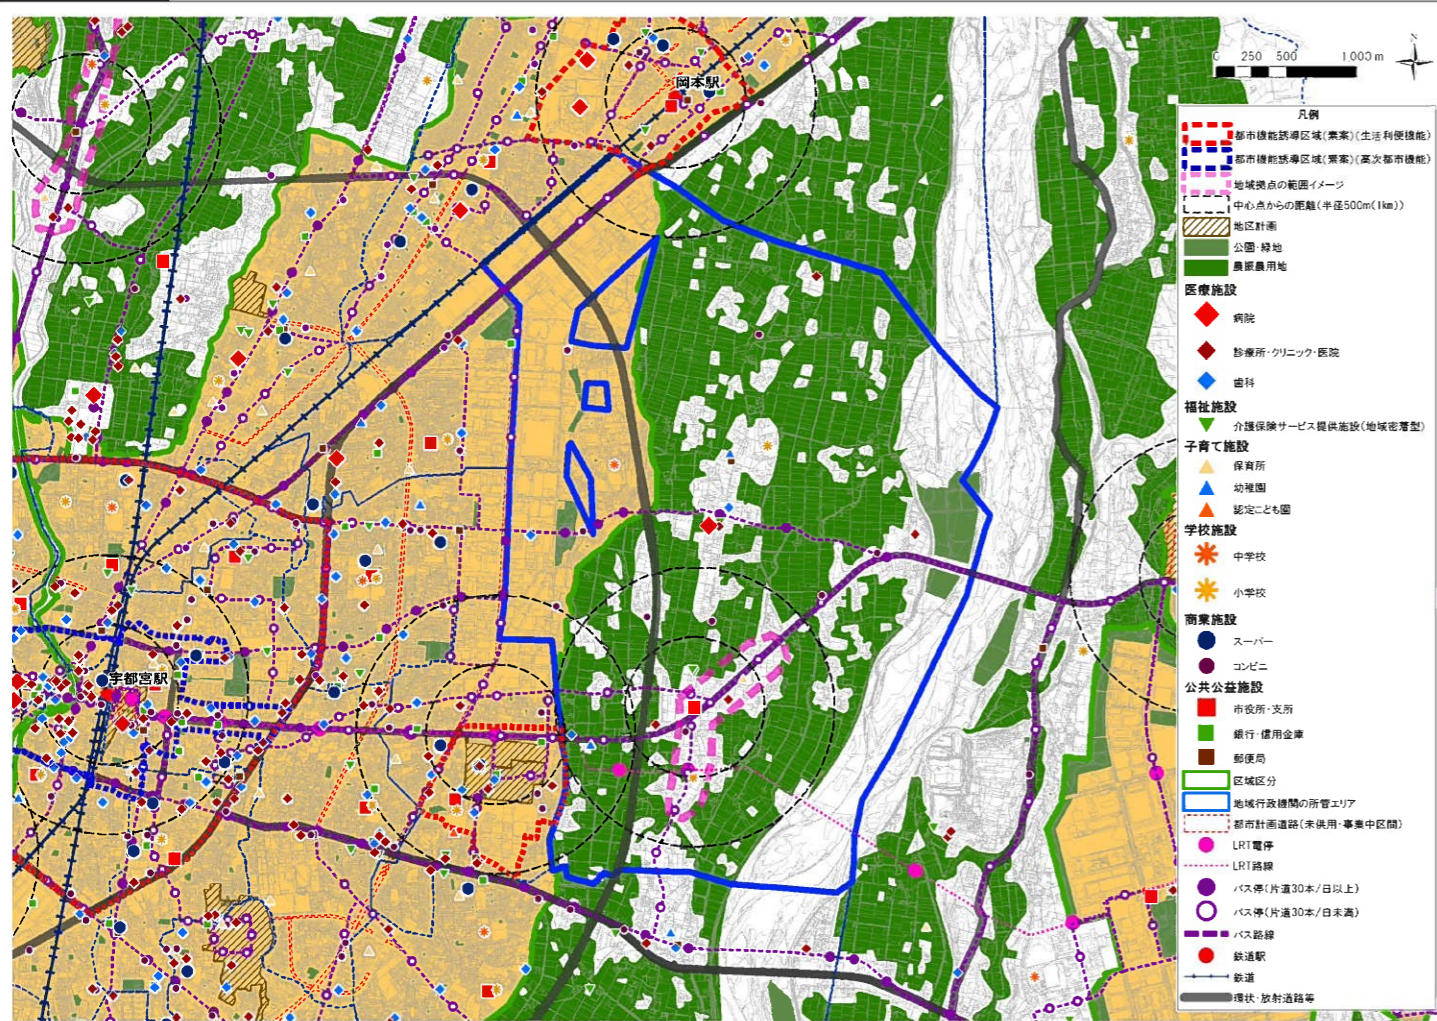 岡本駅
宇都宮駅
0 250 500 1,000 m
N
凡例
都市機能誘導区域(素案)(生活利便機能)
都市機能誘導区域(素案)(高次都市機能)
地域拠点の範囲イメージ
中心点からの距離(半径500m(1km))
地区計画
公園・緑地
農振農用地
医療施設
病院
診療所・クリニック・医院
歯科
福祉施設
介護保険サービス提供施設(地域密着型)
子育て施設
保育所
幼稚園
認定こども園
学校施設
中学校
小学校
商業施設
スーパー
コンビニ
公共公益施設
市役所・支所
銀行・信用金庫
郵便局
区域区分
地域行政機関の所管エリア
都市計画道路(未供用・事業中区間)
LRT電停
LRT路線
バス停(片道30本/日以上)
バス停(片道30本/日未満)
バス路線
鉄道駅
鉄道
環状・放射道路等